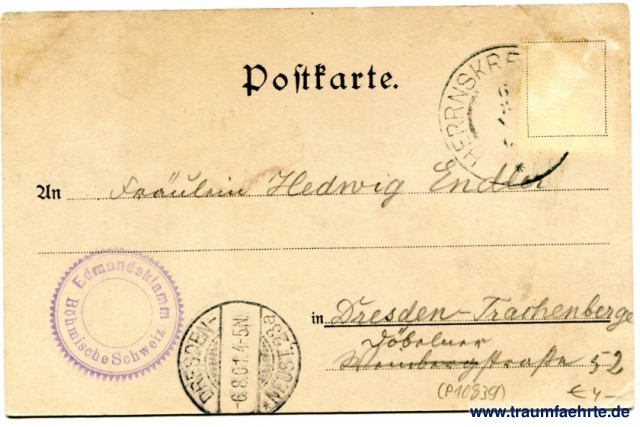 Postkarte.
HERRNSKRE
An Fräulein Hedwig Endler
Edmundsklamm
Böhmische Schweiz
DRESDEN-
-6.8.01.4-5N.
in Dresden-Trachenberge
Döbelner
Weinbergstraße 52
(P10839)
€ 4,-
www.traumfaehrte.de